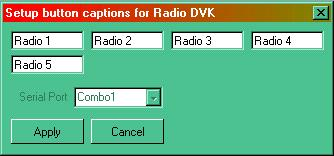 Setup button captions for Radio DVK
Radio 1 Radio 2 Radio 3 Radio 4
Radio 5
Serial Port Combo1
Apply Cancel